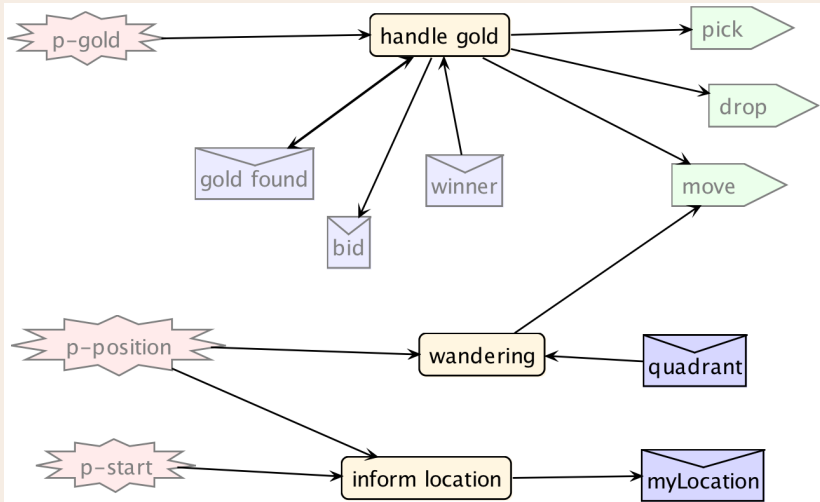 p-gold
handle gold
pick
drop
gold found
winner
move
bid
p-position
wandering
quadrant
p-start
inform location
myLocation